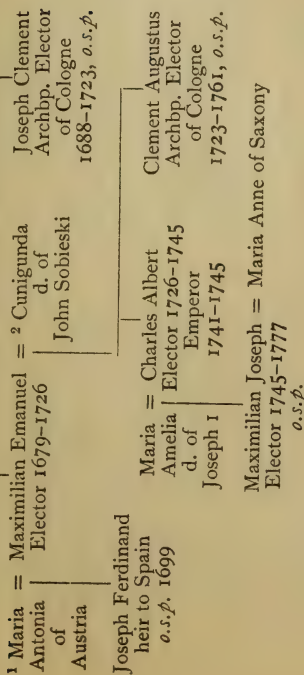 ¹ Maria = Maximilian Emanuel = ² Cunigunda
Antonia
of
Austria
Elector 1679–1726
d. of
John Sobieski
Joseph Clement
Archbp. Elector
of Cologne
1688–1723, o.s.p.
Joseph Ferdinand
heir to Spain
o.s.p. 1699
Maria = Charles Albert
Amelia
d. of
Joseph I
Elector 1726–1745
Emperor
1741–1745
Clement Augustus
Archbp. Elector
of Cologne
1723–1761, o.s.p.
Maximilian Joseph = Maria Anne of Saxony
Elector 1745–1777
o.s.p.